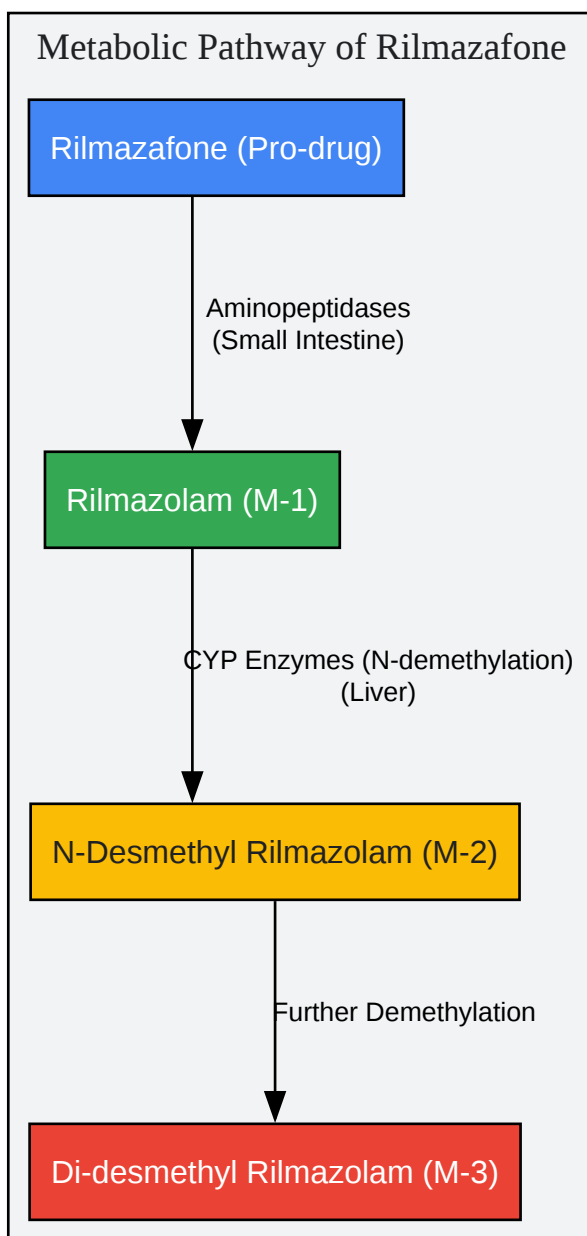 Metabolic Pathway of Rilmazafone
Rilmazafone (Pro-drug)
Aminopeptidases
(Small Intestine)
Rilmazolam (M-1)
CYP Enzymes (N-demethylation)
(Liver)
N-Desmethyl Rilmazolam (M-2)
Further Demethylation
Di-desmethyl Rilmazolam (M-3)